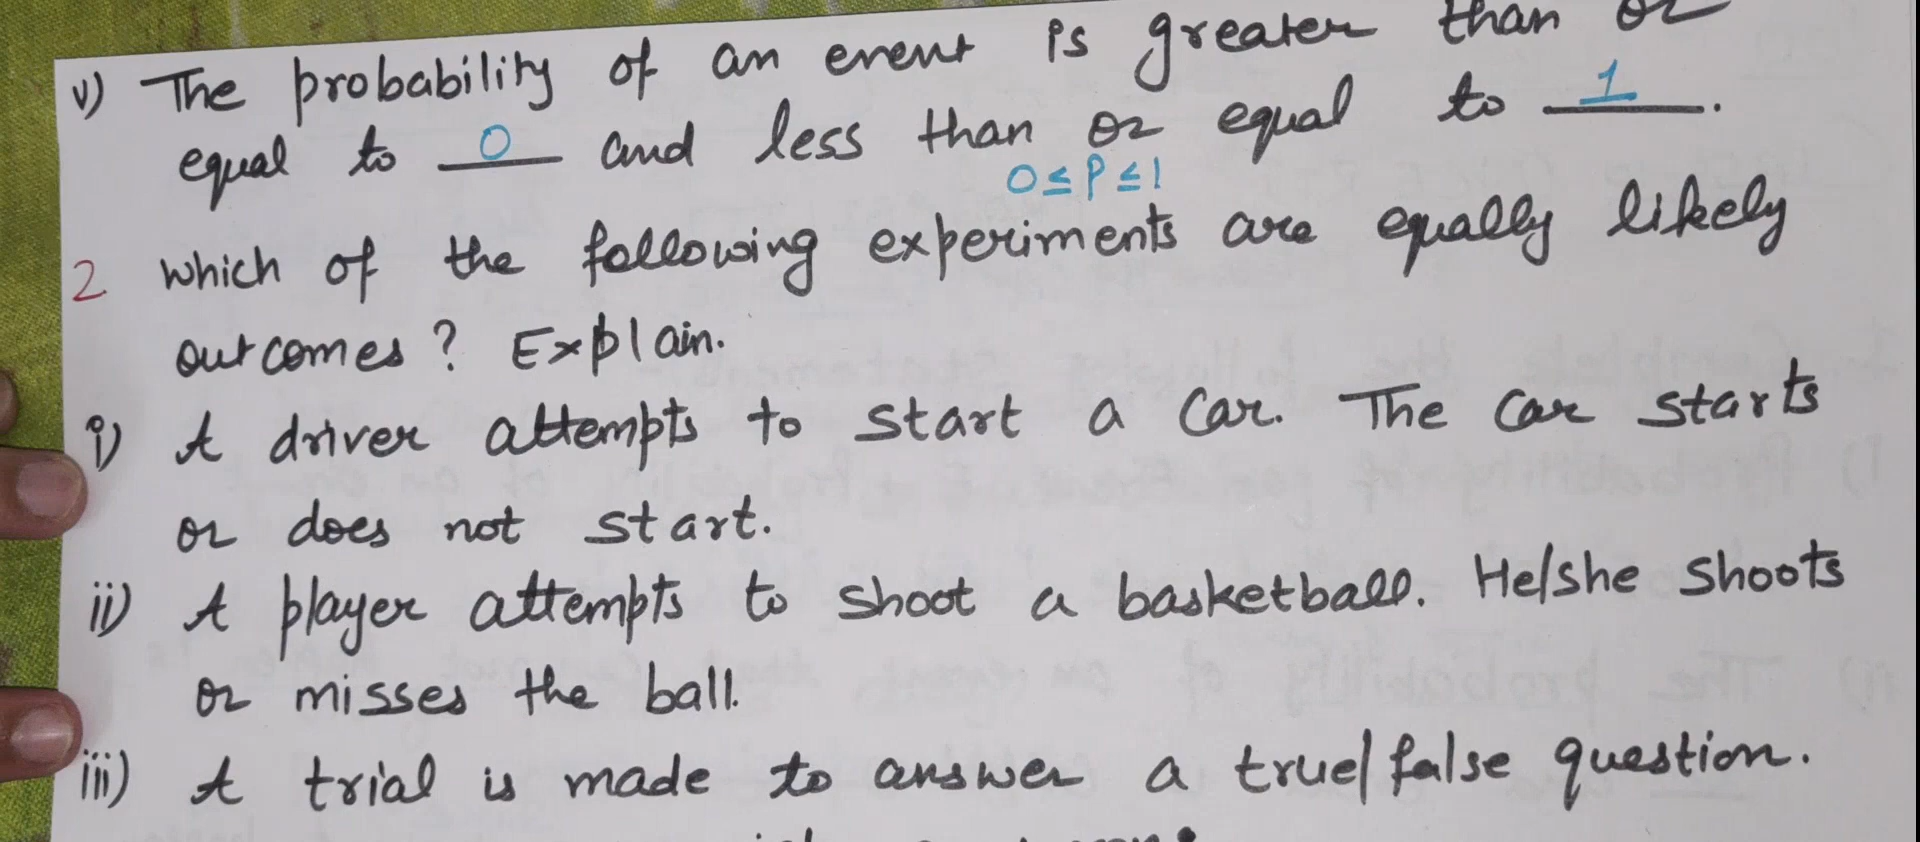 v) The probability of an event is greater than or
equal to 0 and less than or equal to 1.
0≤P≤1
2 which of the following experiments are equally likely
outcomes? Explain.
i) A driver attempts to start a car. The car starts
or does not start.
ii) A player attempts to shoot a basketball. He/she shoots
or misses the ball.
iii) A trial is made to answer a true/false question.